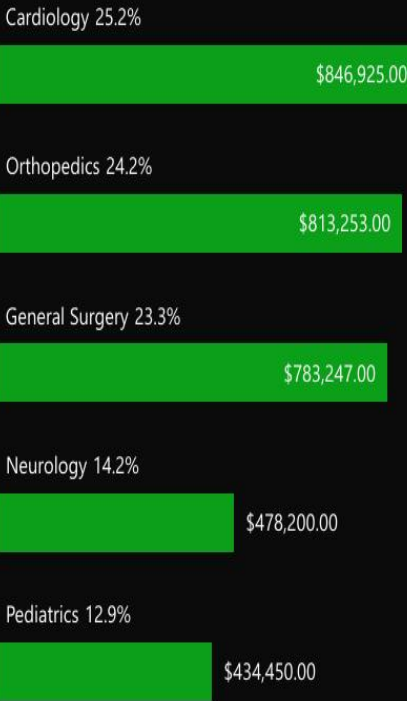 Cardiology 25.2%
$846,925.00
Orthopedics 24.2%
$813,253.00
General Surgery 23.3%
$783,247.00
Neurology 14.2%
$478,200.00
Pediatrics 12.9%
$434,450.00